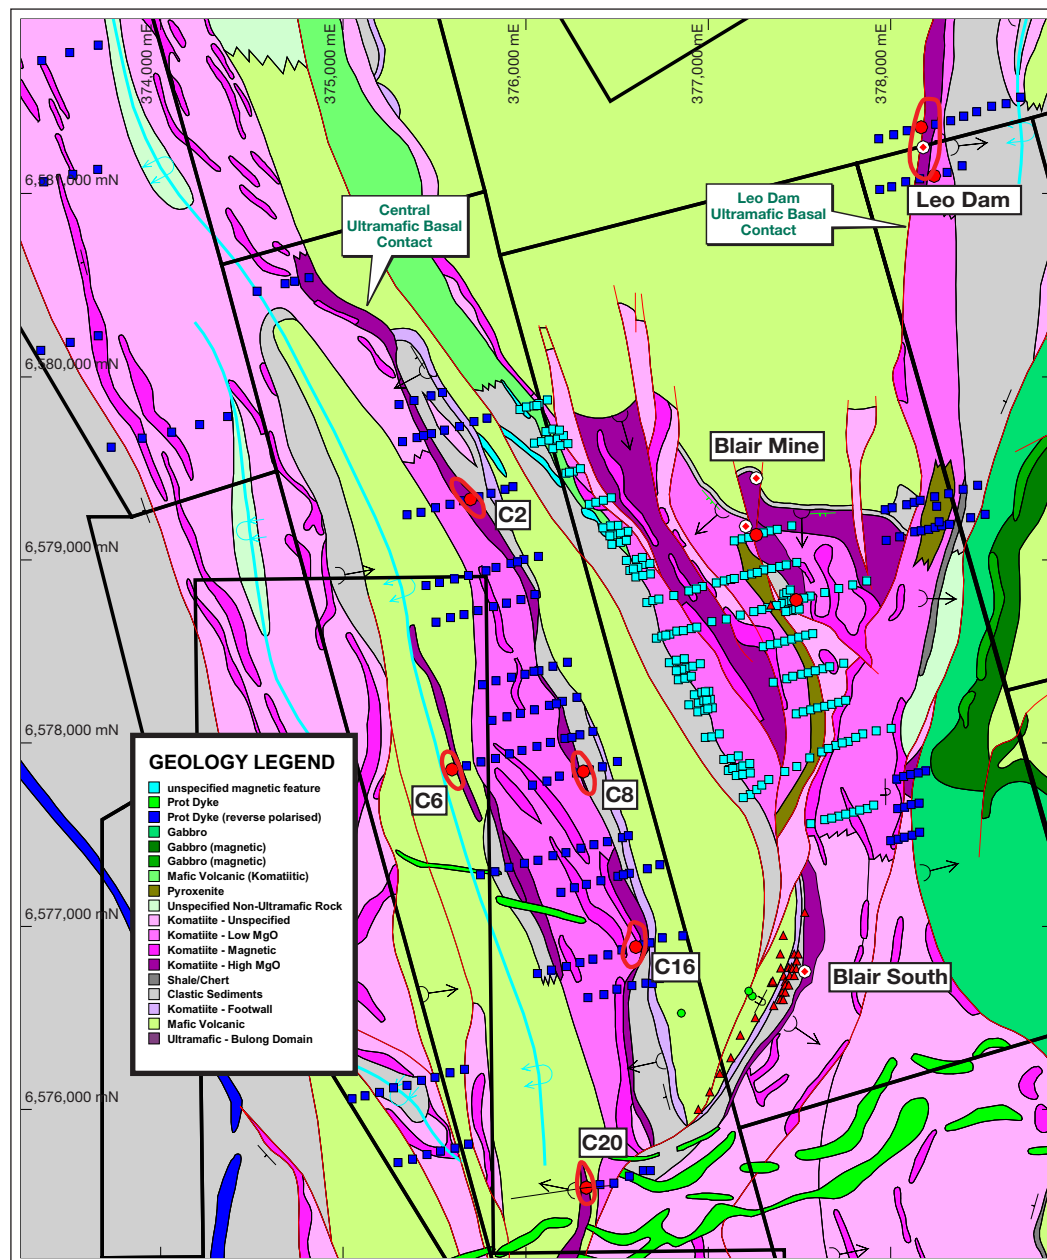 374,000 mE
375,000 mE
376,000 mE
377,000 mE
378,000 mE
6,581,000 mN
Leo Dam
Central
Ultramafic Basal
Contact
Leo Dam
Ultramafic Basal
Contact
6,580,000 mN
Blair Mine
C2
6,579,000 mN
6,578,000 mN
GEOLOGY LEGEND
unspecified magnetic feature
Prot Dyke
Prot Dyke (reverse polarised)
Gabbro
Gabbro (magnetic)
Gabbro (magnetic)
Mafic Volcanic (Komatiitic)
Pyroxenite
Unspecified Non-Ultramafic Rock
Komatiite - Unspecified
Komatiite - Low MgO
Komatiite - Magnetic
Komatiite - High MgO
Shale/Chert
Clastic Sediments
Komatiite - Footwall
Mafic Volcanic
Ultramafic - Bulong Domain
C6
C8
6,577,000 mN
C16
Blair South
6,576,000 mN
C20